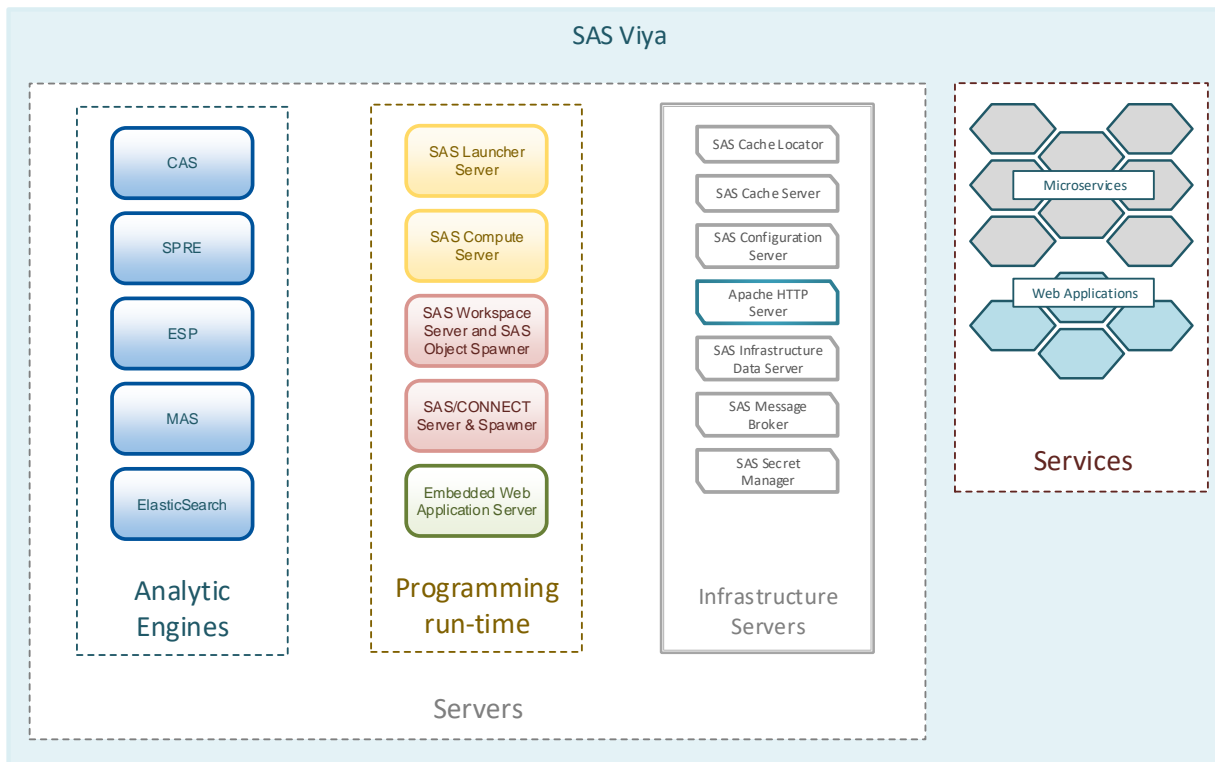 SAS Viya
CAS
SPRE
ESP
MAS
ElasticSearch
Analytic
Engines
SAS Launcher
Server
SAS Compute
Server
SAS Workspace
Server and SAS
Object Spawner
SAS/CONNECT
Server & Spawner
Embedded Web
Application Server
Programming
run-time
SAS Cache Locator
SAS Cache Server
SAS Configuration
Server
Apache HTTP
Server
SAS Infrastructure
Data Server
SAS Message
Broker
SAS Secret
Manager
Infrastructure
Servers
Servers
Microservices
Web Applications
Services